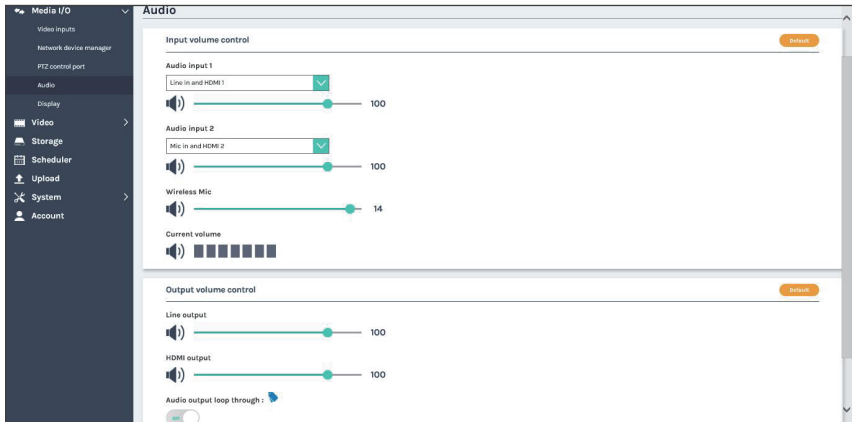 Media I/O
Video inputs
Network device manager
PTZ control port
Audio
Display
Video
Storage
Scheduler
Upload
System
Account
Audio
Input volume control
Default
Audio input 1
Line in and HDMI 1
100
Audio input 2
Mic in and HDMI 2
100
Wireless Mic
14
Current volume
Output volume control
Default
Line output
100
HDMI output
100
Audio output loop through :